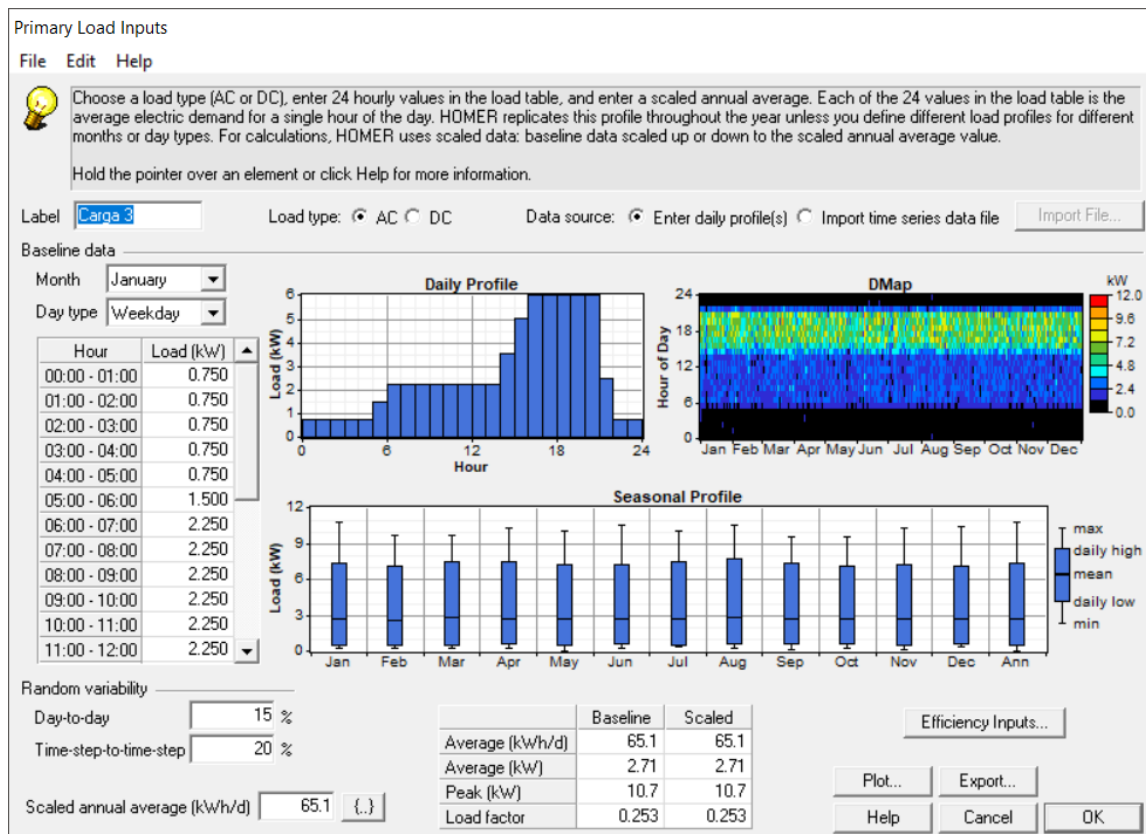 Primary Load Inputs
File Edit Help
Choose a load type (AC or DC), enter 24 hourly values in the load table, and enter a scaled annual average. Each of the 24 values in the load table is the
average electric demand for a single hour of the day. HOMER replicates this profile throughout the year unless you define different load profiles for different
months or day types. For calculations, HOMER uses scaled data: baseline data scaled up or down to the scaled annual average value.
Hold the pointer over an element or click Help for more information.
Label Carga 3 Load type: AC DC Data source: Enter daily profile(s) Import time series data file Import File...
Baseline data
Month January
Day type Weekday
Hour Load (kW)
00:00 - 01:00 0.750
01:00 - 02:00 0.750
02:00 - 03:00 0.750
03:00 - 04:00 0.750
04:00 - 05:00 0.750
05:00 - 06:00 1.500
06:00 - 07:00 2.250
07:00 - 08:00 2.250
08:00 - 09:00 2.250
09:00 - 10:00 2.250
10:00 - 11:00 2.250
11:00 - 12:00 2.250
Daily Profile
Load (kW)
6
5
4
3
2
1
0
0 6 12 18 24
Hour
DMap
Hour of Day
24
18
12
6
0
Jan Feb Mar Apr May Jun Jul Aug Sep Oct Nov Dec
kW
12.0
9.6
7.2
4.8
2.4
0.0
Seasonal Profile
Load (kW)
12
9
6
3
0
Jan Feb Mar Apr May Jun Jul Aug Sep Oct Nov Dec Ann
max
daily high
mean
daily low
min
Random variability
Day-to-day 15 %
Time-step-to-time-step 20 %
Scaled annual average (kWh/d) 65.1 {..}
Baseline Scaled
Average (kWh/d) 65.1 65.1
Average (kW) 2.71 2.71
Peak (kW) 10.7 10.7
Load factor 0.253 0.253
Efficiency Inputs...
Plot... Export...
Help Cancel OK